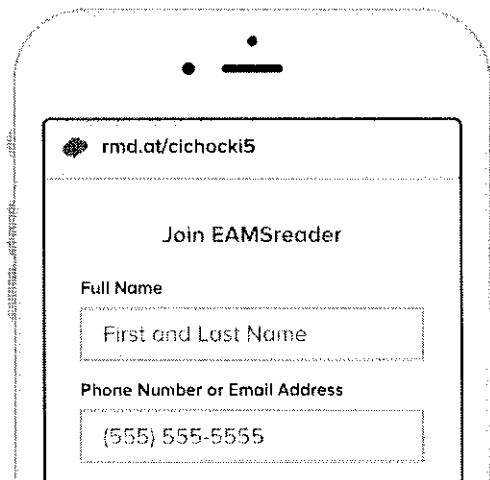 rmd.at/cichocki5
Join EAMSreader
Full Name
First and Last Name
Phone Number or Email Address
(555) 555-5555